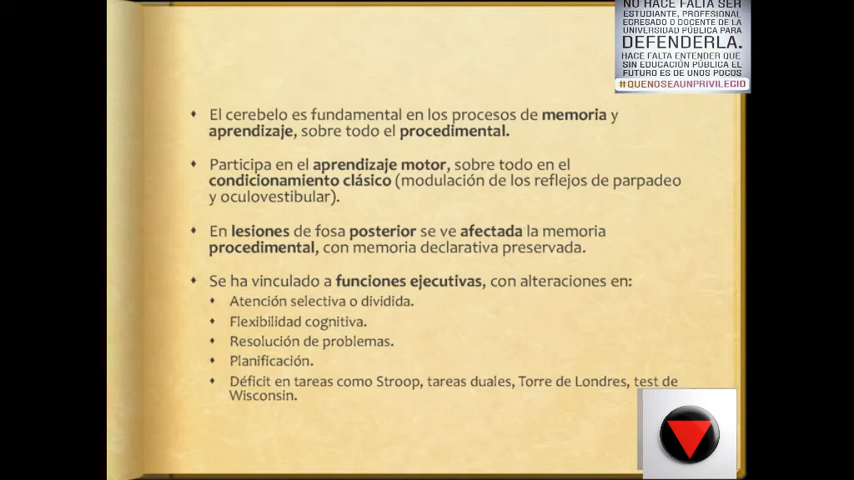 NO HACE FALTA SER
ESTUDIANTE, PROFESIONAL,
EGRESADO O DOCENTE DE LA
UNIVERSIDAD PÚBLICA PARA
DEFENDERLA.
HACE FALTA ENTENDER QUE
SIN EDUCACIÓN PÚBLICA EL
FUTURO ES DE UNOS POCOS
#QUENOSEAUNPRIVILEGIO
El cerebelo es fundamental en los procesos de memoria y
aprendizaje, sobre todo el procedimental.
Participa en el aprendizaje motor, sobre todo en el
condicionamiento clásico (modulación de los reflejos de parpadeo
y oculovestibular).
En lesiones de fosa posterior se ve afectada la memoria
procedimental, con memoria declarativa preservada.
Se ha vinculado a funciones ejecutivas, con alteraciones en:
Atención selectiva o dividida.
Flexibilidad cognitiva.
Resolución de problemas.
Planificación.
Déficit en tareas como Stroop, tareas duales, Torre de Londres, test de
Wisconsin.